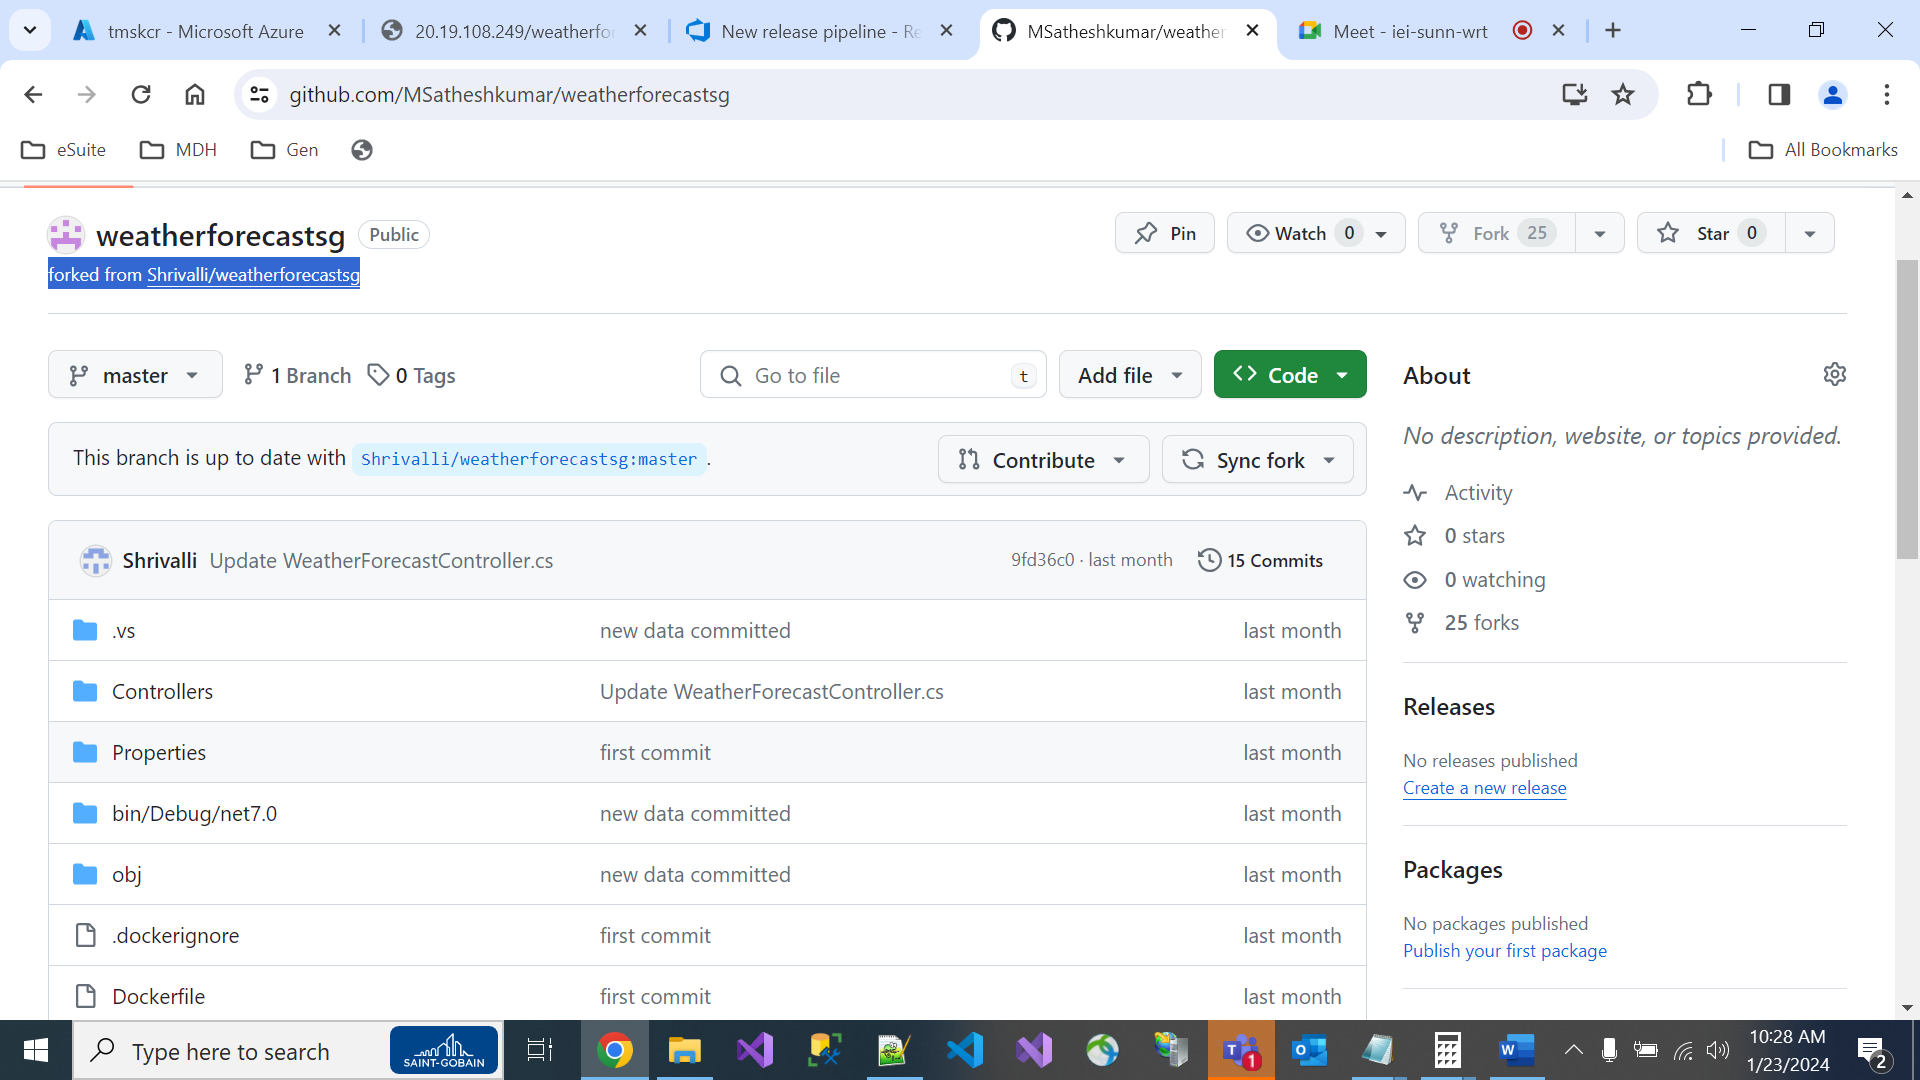 tmskcr - Microsoft Azure
20.19.108.249/weatherfor
New release pipeline - Re
MSatheshkumar/weather
Meet - iei-sunn-wrt
github.com/MSatheshkumar/weatherforecastsg
eSuite
MDH
Gen
All Bookmarks
weatherforecastsg Public
Pin
Watch 0
Fork 25
Star 0
forked from Shrivalli/weatherforecastsg
master
1 Branch
0 Tags
Go to file t
Add file
Code
About
No description, website, or topics provided.
This branch is up to date with Shrivalli/weatherforecastsg:master .
Contribute
Sync fork
Activity
0 stars
0 watching
25 forks
Shrivalli Update WeatherForecastController.cs 9fd36c0 · last month 15 Commits
.vs new data committed last month
Controllers Update WeatherForecastController.cs last month
Properties first commit last month
bin/Debug/net7.0 new data committed last month
obj new data committed last month
.dockerignore first commit last month
Dockerfile first commit last month
Releases
No releases published
Create a new release
Packages
No packages published
Publish your first package
Type here to search
SAINT-GOBAIN
1
10:28 AM
1/23/2024
2